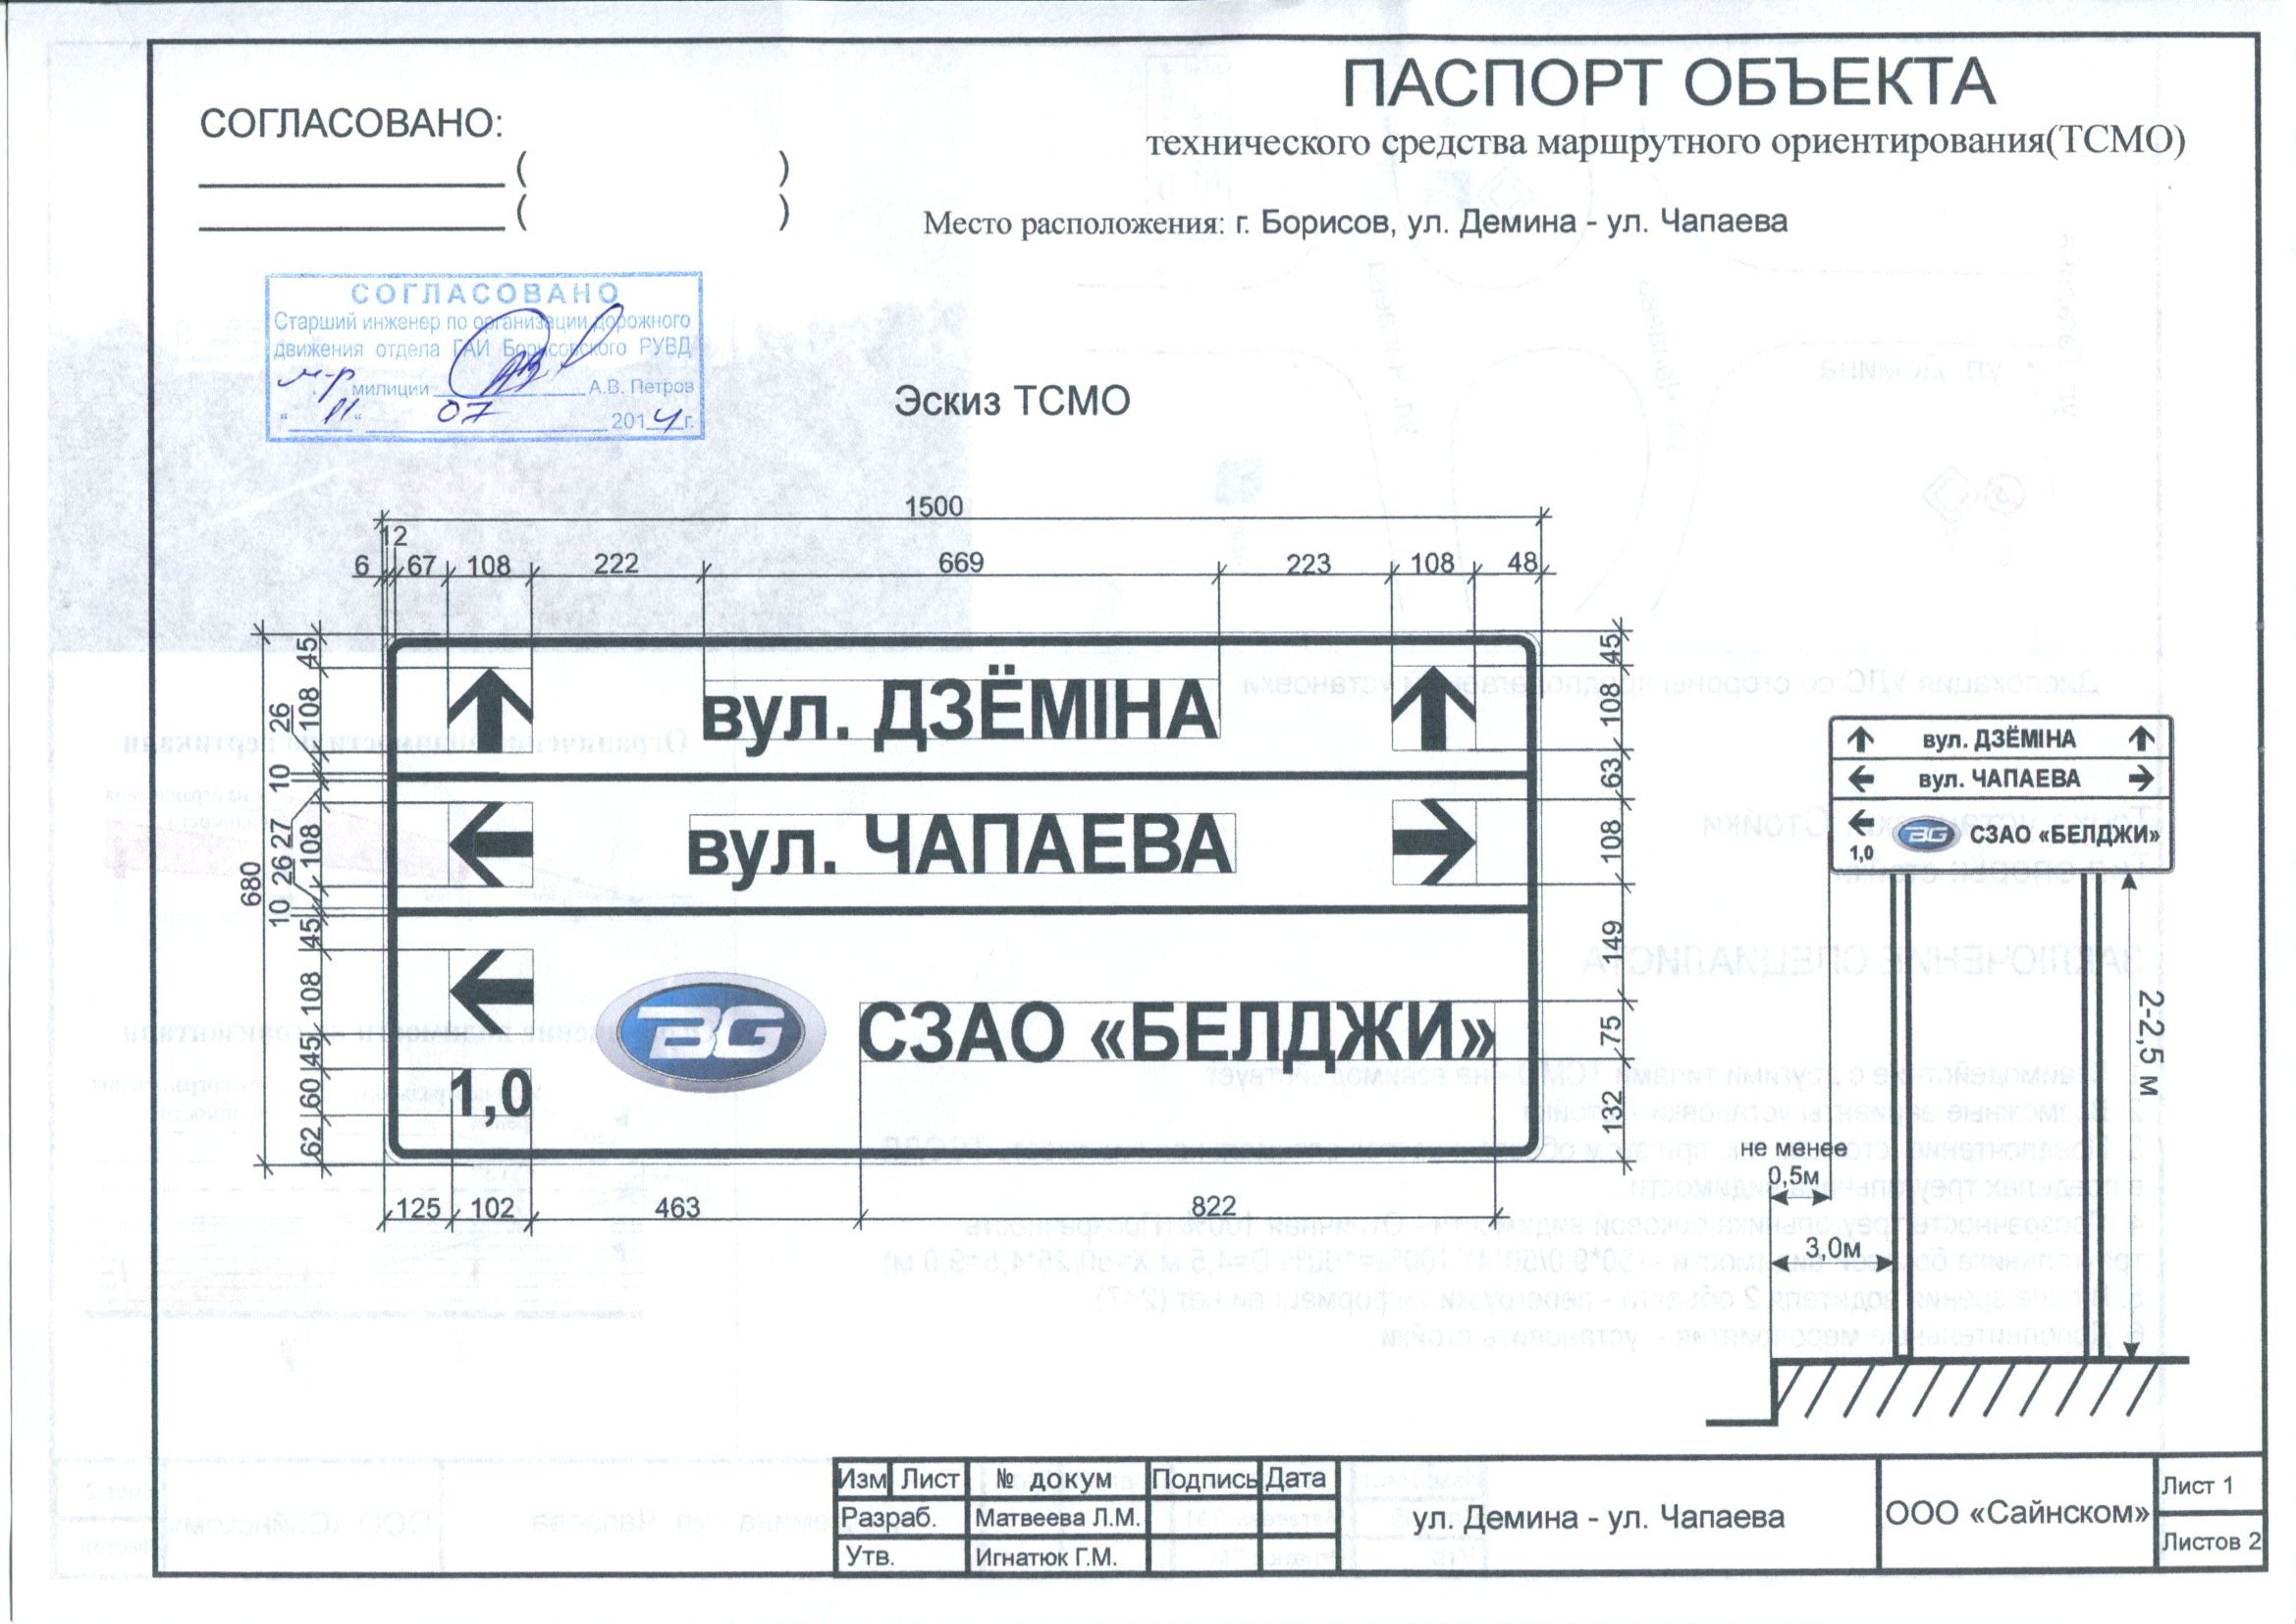 ПАСПОРТ ОБЪЕКТА
технического средства маршрутного ориентирования(ТСМО)
СОГЛАСОВАНО:
( )
( )
Место расположения: г. Борисов, ул. Демина - ул. Чапаева
СОГЛАСОВАНО
Старший инженер по организации дорожного
движения отдела ГАИ Борисовского РУВД
м-р милиции А.В. Петров
"11" 07 2014г.
Эскиз ТСМО
1500
12
6 67 108 222 669 223 108 48
680
45 108 26 10 27 108 26 10 45 108 45 60 62
45 108 63 108 149 75 132
вул. ДЗЁМІНА
вул. ЧАПАЕВА
BG СЗАО «БЕЛДЖИ»
1,0
125 102 463 822
вул. ДЗЁМІНА
вул. ЧАПАЕВА
BG СЗАО «БЕЛДЖИ»
1,0
2-2,5 м
не менее
0,5м
3,0м
Изм Лист № докум Подпись Дата
Разраб. Матвеева Л.М.
Утв. Игнатюк Г.М.
ул. Демина - ул. Чапаева
ООО «Сайнском»
Лист 1
Листов 2